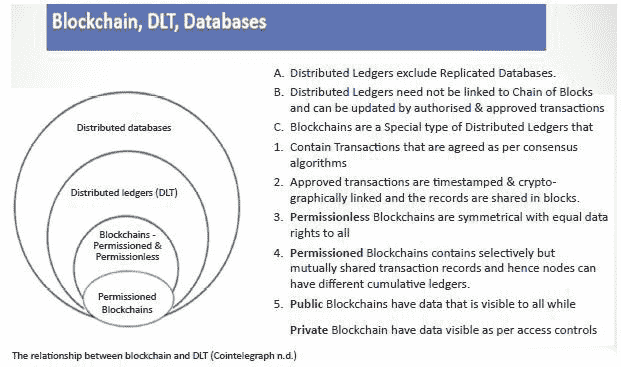 Blockchain, DLT, Databases
Distributed databases
Distributed ledgers (DLT)
Blockchains -
Permissioned &
Permissionless
Permissioned
Blockchains
A. Distributed Ledgers exclude Replicated Databases.
B. Distributed Ledgers need not be linked to Chain of Blocks
and can be updated by authorised & approved transactions
C. Blockchains are a Special type of Distributed Ledgers that
1. Contain Transactions that are agreed as per consensus
algorithms
2. Approved transactions are timestamped & crypto-
graphically linked and the records are shared in blocks.
3. Permissionless Blockchains are symmetrical with equal data
rights to all
4. Permissioned Blockchains contains selectively but
mutually shared transaction records and hence nodes can
have different cumulative ledgers.
5. Public Blockchains have data that is visible to all while
Private Blockchain have data visible as per access controls
The relationship between blockchain and DLT (Cointelegraph n.d.)